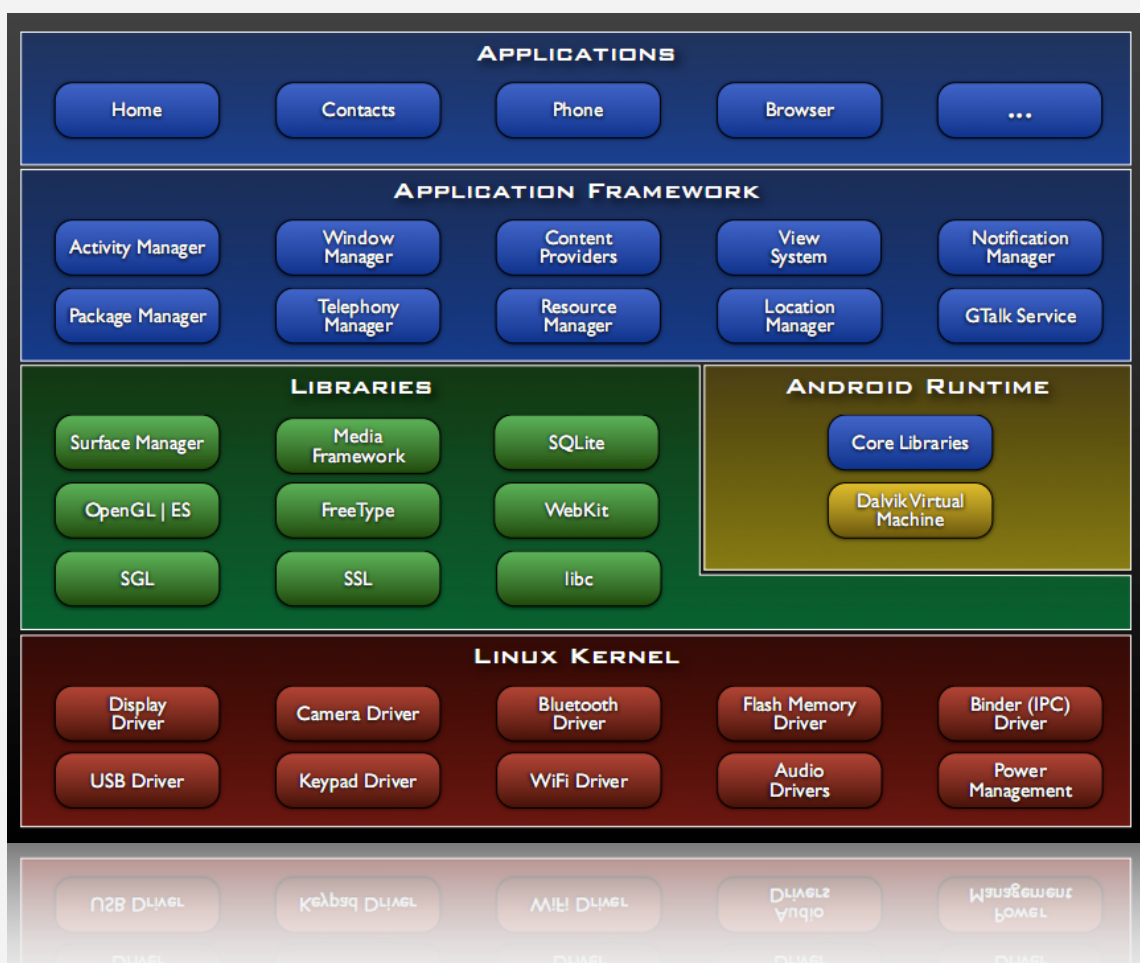 APPLICATIONS
Home
Contacts
Phone
Browser
...
APPLICATION FRAMEWORK
Activity Manager
Window
Manager
Content
Providers
View
System
Notification
Manager
Package Manager
Telephony
Manager
Resource
Manager
Location
Manager
GTalk Service
LIBRARIES
Surface Manager
Media
Framework
SQLite
OpenGL | ES
FreeType
WebKit
SGL
SSL
libc
ANDROID RUNTIME
Core Libraries
Dalvik Virtual
Machine
LINUX KERNEL
Display
Driver
Camera Driver
Bluetooth
Driver
Flash Memory
Driver
Binder (IPC)
Driver
USB Driver
Keypad Driver
WiFi Driver
Audio
Drivers
Power
Management